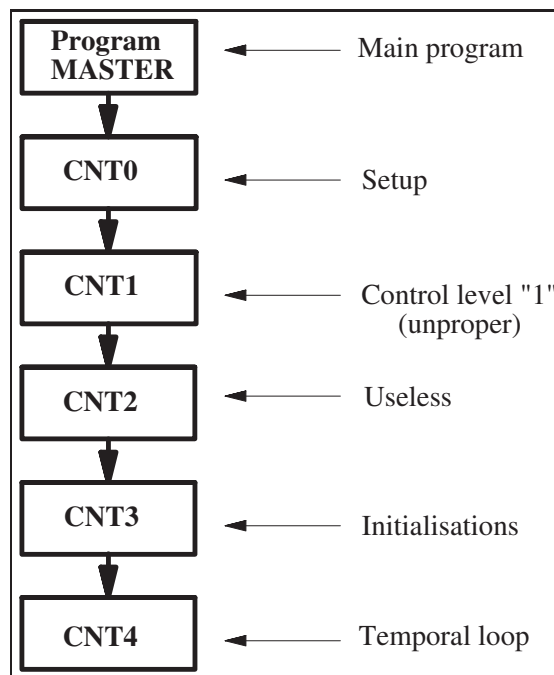 Program
MASTER
Main program
CNT0
Setup
CNT1
Control level "1"
(unproper)
CNT2
Useless
CNT3
Initialisations
CNT4
Temporal loop